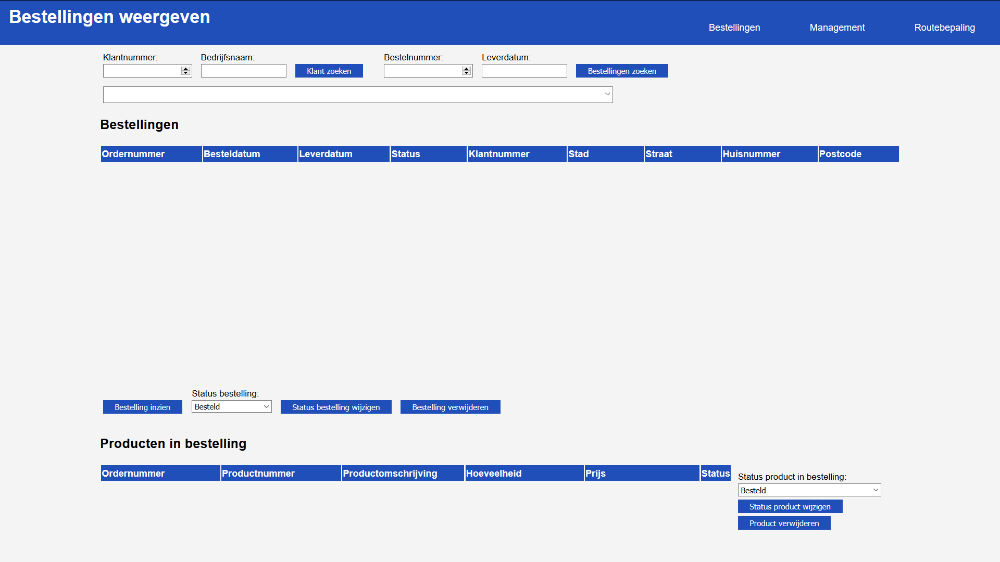 Bestellingen weergeven
Bestellingen Management Routebepaling
Klantnummer: Bedrijfsnaam: Bestelnummer: Leverdatum:
Klant zoeken Bestellingen zoeken
Bestellingen
Ordernummer Besteldatum Leverdatum Status Klantnummer Stad Straat Huisnummer Postcode
Status bestelling:
Bestelling inzien Besteld Status bestelling wijzigen Bestelling verwijderen
Producten in bestelling
Ordernummer Productnummer Productomschrijving Hoeveelheid Prijs Status
Status product in bestelling:
Besteld
Status product wijzigen
Product verwijderen